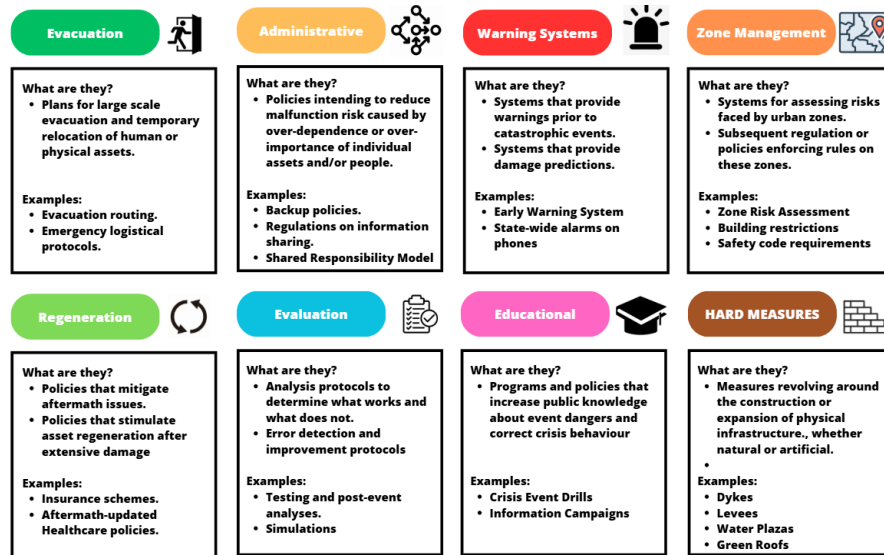 Evacuation
What are they?
• Plans for large scale
evacuation and temporary
relocation of human or
physical assets.
Examples:
• Evacuation routing.
• Emergency logistical
protocols.
Administrative
What are they?
• Policies intending to reduce
malfunction risk caused by
over-dependence or over-
importance of individual
assets and/or people.
Examples:
• Backup policies.
• Regulations on information
sharing.
• Shared Responsibility Model
Warning Systems
What are they?
• Systems that provide
warnings prior to
catastrophic events.
• Systems that provide
damage predictions.
Examples:
• Early Warning System
• State-wide alarms on
phones
Zone Management
What are they?
• Systems for assessing risks
faced by urban zones.
• Subsequent regulation or
policies enforcing rules on
these zones.
Examples:
• Zone Risk Assessment
• Building restrictions
• Safety code requirements
Regeneration
What are they?
• Policies that mitigate
aftermath issues.
• Policies that stimulate
asset regeneration after
extensive damage
Examples:
• Insurance schemes.
• Aftermath-updated
Healthcare policies.
Evaluation
What are they?
• Analysis protocols to
determine what works and
what does not.
• Error detection and
improvement protocols
Examples:
• Testing and post-event
analyses.
• Simulations
Educational
What are they?
• Programs and policies that
increase public knowledge
about event dangers and
correct crisis behaviour
Examples
• Crisis Event Drills
• Information Campaigns
HARD MEASURES
What are they?
• Measures revolving around
the construction or
expansion of physical
infrastructure., whether
natural or artificial.
•
Examples:
• Dykes
• Levees
• Water Plazas
• Green Roofs